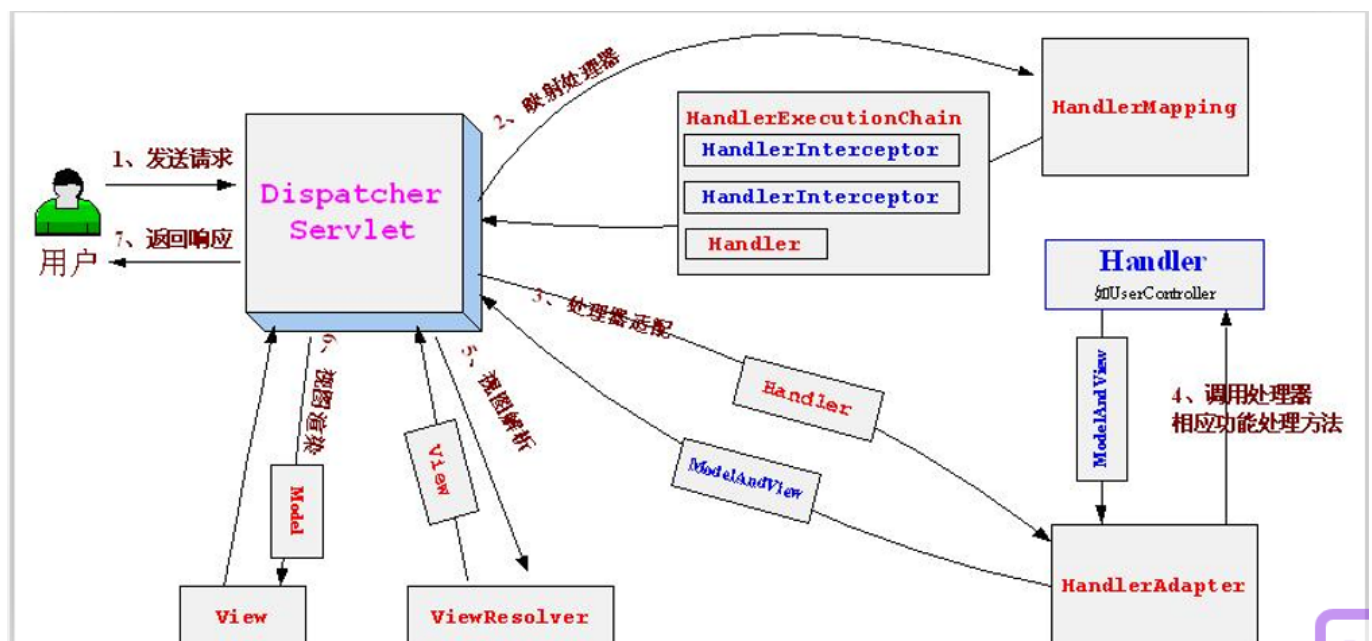 1、发送请求
2、映射处理器
HandlerMapping
HandlerExecutionChain
HandlerInterceptor
HandlerInterceptor
Handler
Dispatcher
Servlet
7、返回响应
用户
Handler
如UserController
3、处理器适配
Handler
ModelAndView
ModelAndView
4、调用处理器
相应功能处理方法
6、视图渲染
5、视图解析
View
Model
View
ViewResolver
HandlerAdapter